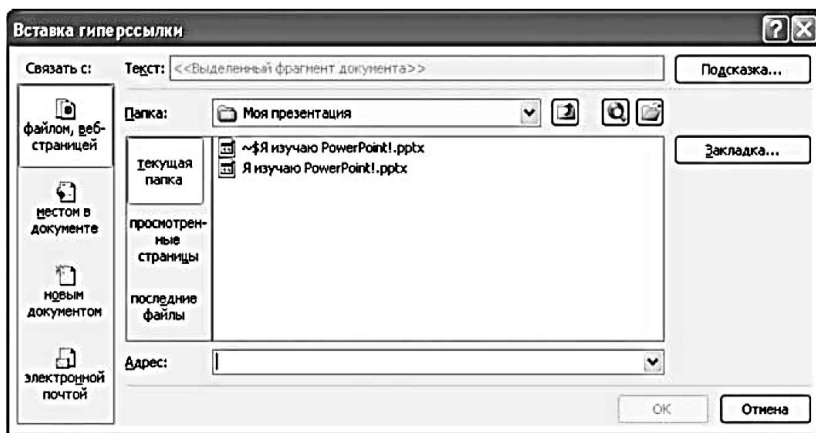 Вставка гиперссылки
Связать с:
Текст: <<Выделенный фрагмент документа>>
Подсказка...
файлом, веб-
страницей
Папка: Моя презентация
Текущая
папка
~$Я изучаю PowerPoint!.pptx
Я изучаю PowerPoint!.pptx
Закладка...
местом в
документе
просмотрен-
ные
страницы
новым
документом
последние
файлы
электронной
почтой
Адрес:
ОК
Отмена